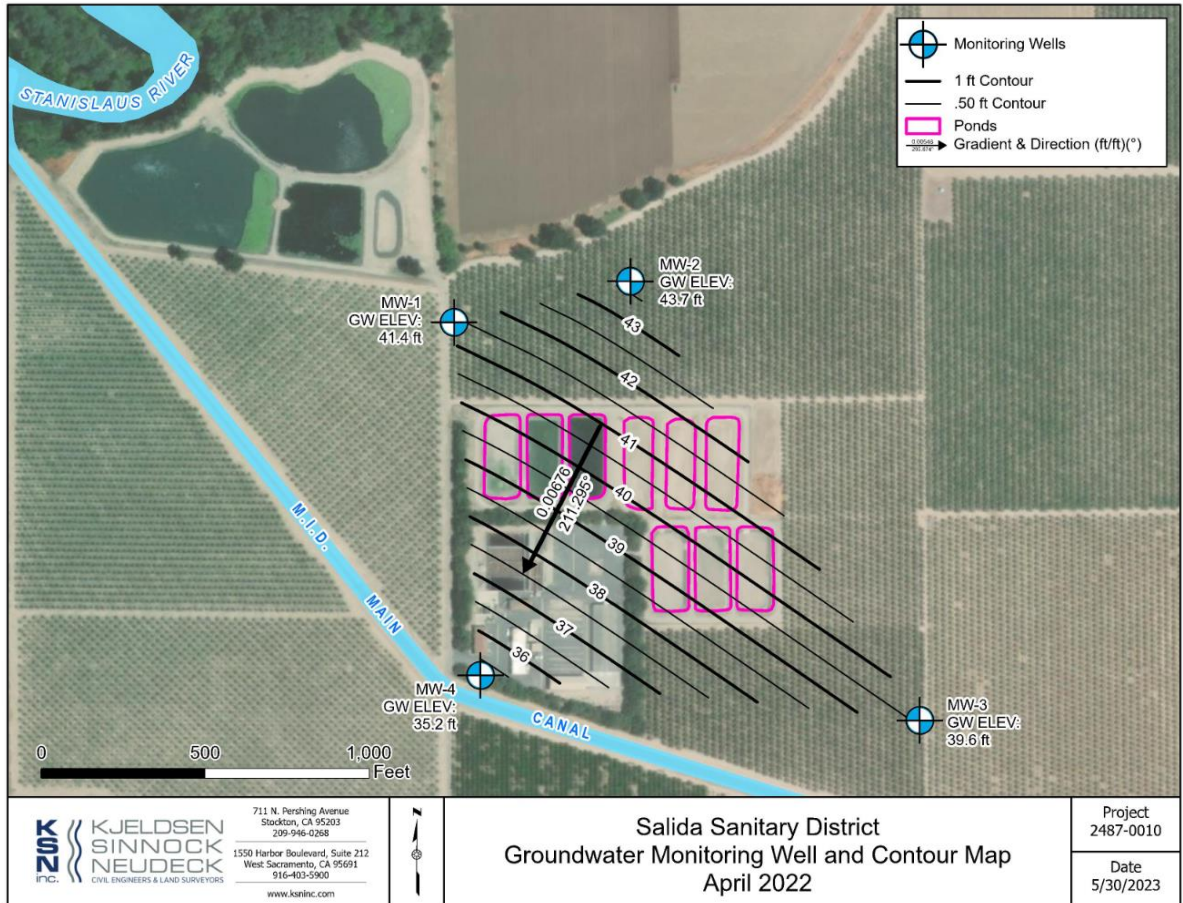 STANISLAUS RIVER
Monitoring Wells
1 ft Contour
.50 ft Contour
Ponds
Gradient & Direction (ft/ft)(°)
MW-2
GW ELEV:
43.7 ft
MW-1
GW ELEV:
41.4 ft
43
42
41
40
39
38
37
36
0.00676
211.295°
M.I.D.
MAIN
CANAL
MW-4
GW ELEV:
35.2 ft
MW-3
GW ELEV:
39.6 ft
0 500 1,000
Feet
KSN
inc.
KJELDSEN
SINNOCK
NEUDECK
CIVIL ENGINEERS & LAND SURVEYORS
711 N. Pershing Avenue
Stockton, CA 95203
209-946-0268
1550 Harbor Boulevard, Suite 212
West Sacramento, CA 95691
916-403-5900
www.ksninc.com
N
Salida Sanitary District
Groundwater Monitoring Well and Contour Map
April 2022
Project
2487-0010
Date
5/30/2023